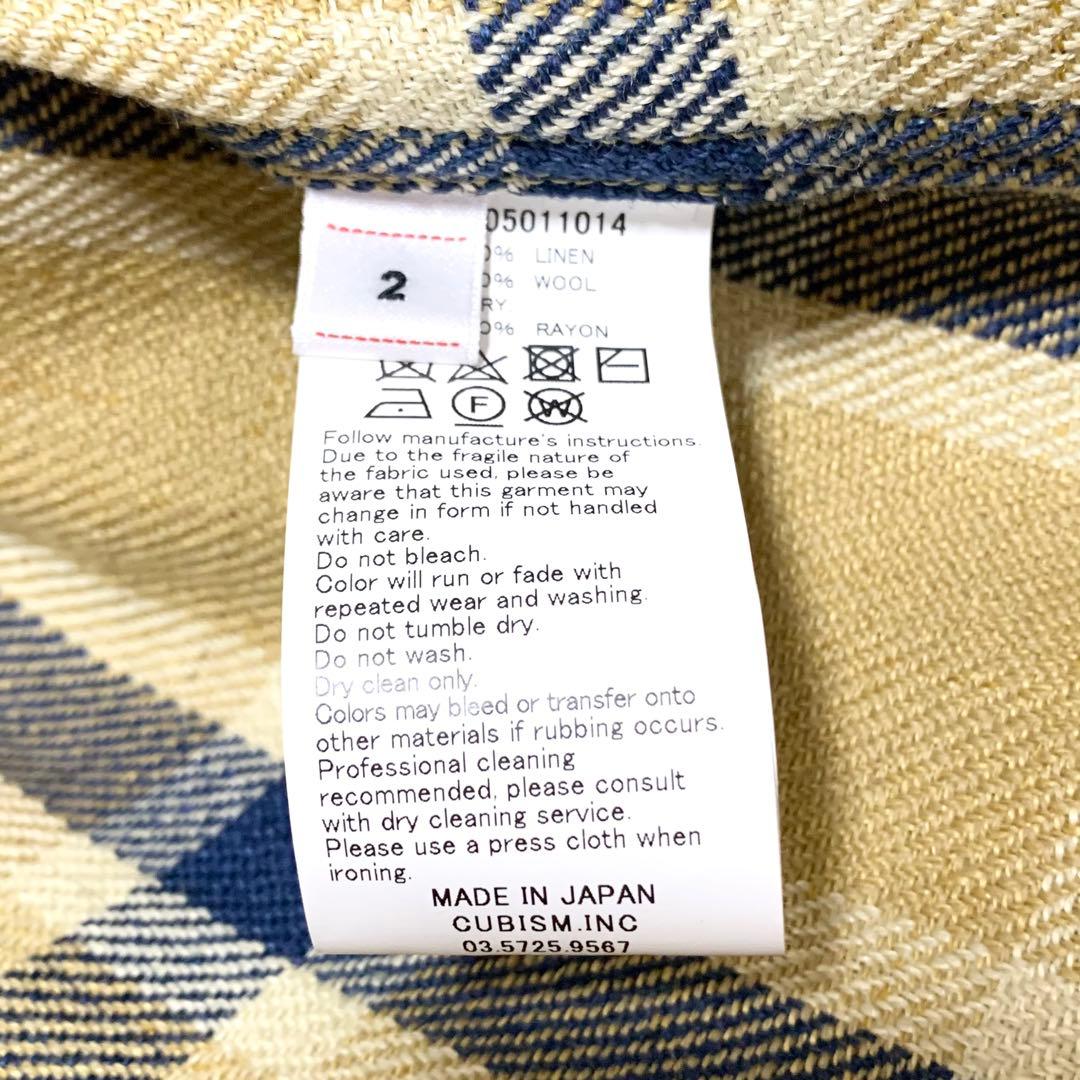 2
05011014
0% LINEN
0% WOOL
RY
0% RAYON
F
W
Follow manufacture's instructions.
Due to the fragile nature of
the fabric used, please be
aware that this garment may
change in form if not handled
with care.
Do not bleach.
Color will run or fade with
repeated wear and washing.
Do not tumble dry.
Do not wash.
Dry clean only.
Colors may bleed or transfer onto
other materials if rubbing occurs.
Professional cleaning
recommended, please consult
with dry cleaning service.
Please use a press cloth when
ironing.
MADE IN JAPAN
CUBISM.INC
03.5725.9567